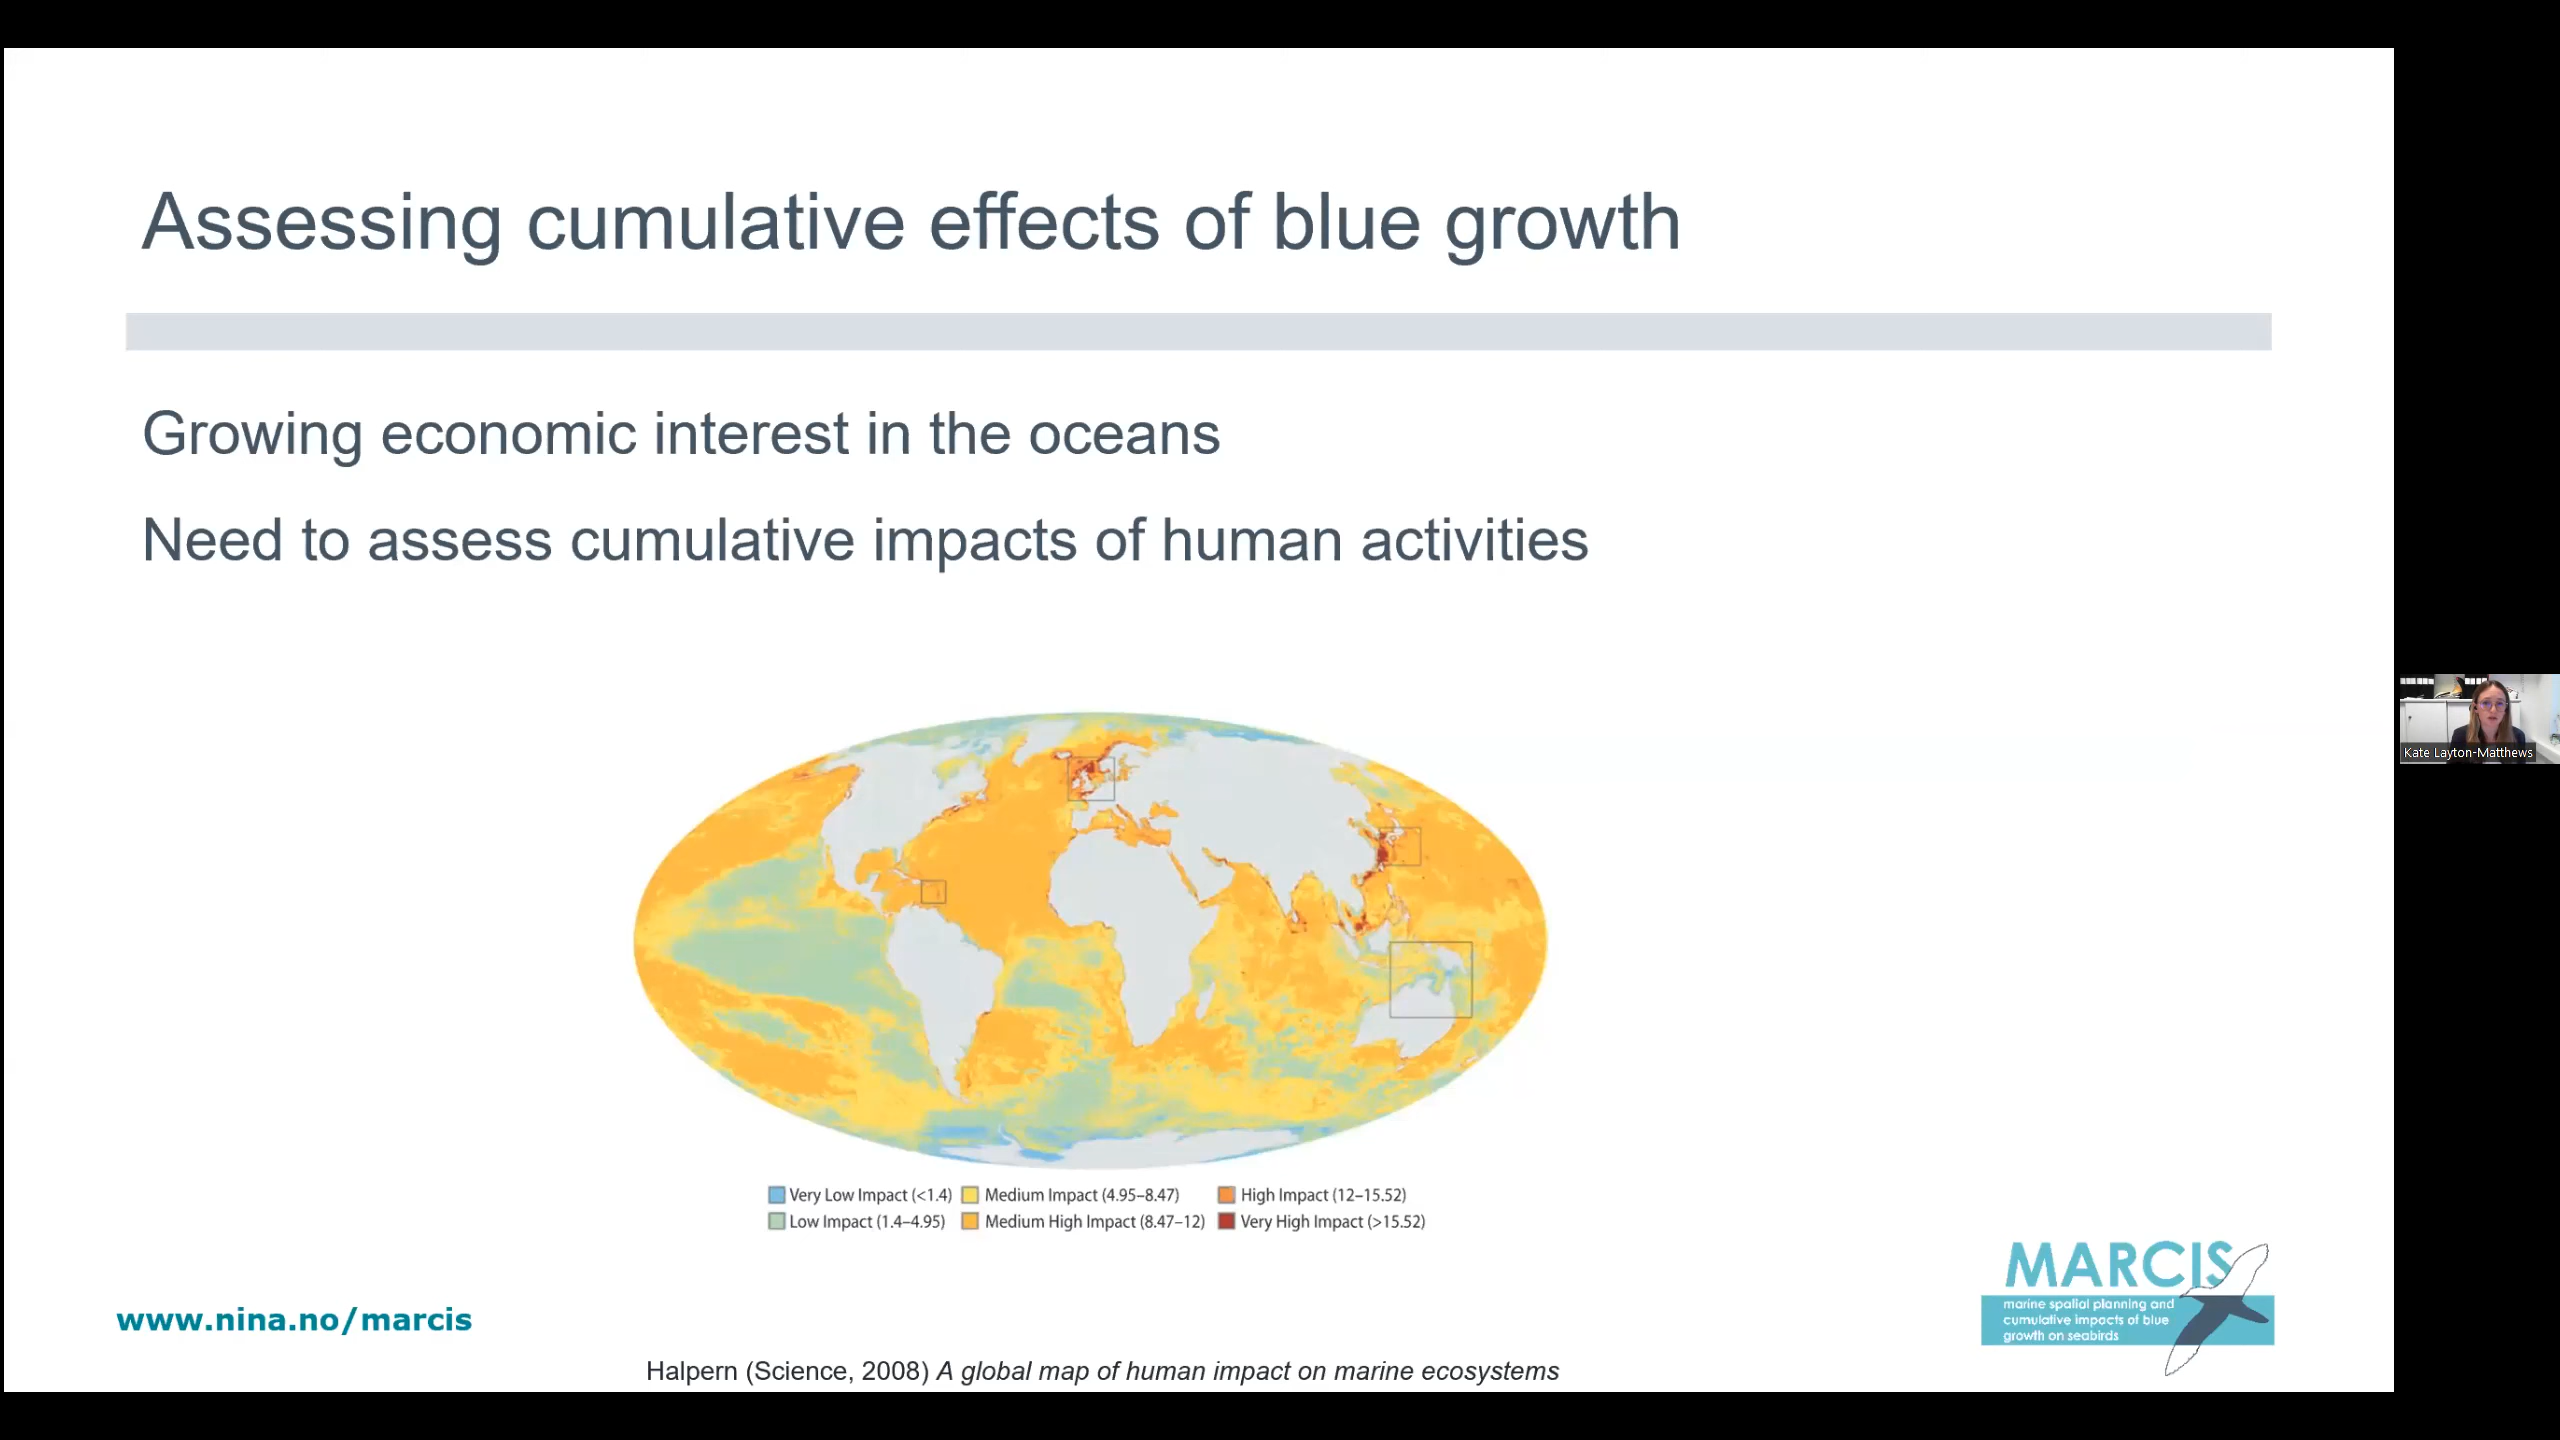 Assessing cumulative effects of blue growth
Growing economic interest in the oceans
Need to assess cumulative impacts of human activities
Kate Layton-Matthews
Very Low Impact (<1.4) Medium Impact (4.95–8.47) High Impact (12–15.52)
Low Impact (1.4–4.95) Medium High Impact (8.47–12) Very High Impact (>15.52)
www.nina.no/marcis
MARCIS
marine spatial planning and
cumulative impacts of blue
growth on seabirds
Halpern (Science, 2008) A global map of human impact on marine ecosystems